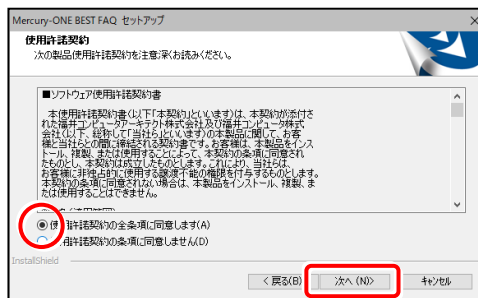 Mercury-ONE BEST FAQ セットアップ
使用許諾契約
次の製品使用許諾契約を注意深くお読みください。
■ソフトウェア使用許諾契約書
本使用許諾契約書(以下「本契約」といいます)は、本契約が添付さ
れた福井コンピュータアーキテクト株式会社及び福井コンピュータ株式
会社(以下、総称して「当社ら」といいます)の本製品に関して、お客
様と当社らとの間に締結される契約書です。お客様は、本製品をインス
トール、複製、または使用することによって、本契約の条項に同意され
たものとし、本契約は成立したものとします。これにより、当社らは、
お客様に非独占的に使用する譲渡不能の権限を付与するものとします。
本契約の条項に同意されない場合は、本製品をインストール、複製、ま
たは使用することはできません。
使用許諾契約の全条項に同意します(A)
用許諾契約の条項に同意しません(D)
InstallShield
< 戻る(B)
次へ (N)>
キャンセル